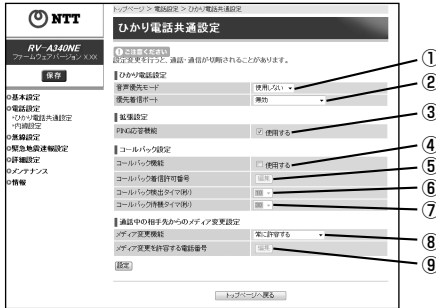 NTT
RV-A340NE
ファームウェアバージョン X.XX
保存
基本設定
電話設定
・ひかり電話共通設定
・内線設定
無線設定
緊急地震速報設定
詳細設定
メンテナンス
情報
トップページ > 電話設定 > ひかり電話共通設定
ひかり電話共通設定
ご注意ください
設定変更を行うと、通話・通信が切断されることがあります。
ひかり電話設定
音声優先モード 使用しない ①
優先着信ポート 無効 ②
拡張設定
PING応答機能 使用する ③
コールバック設定
コールバック機能 使用する ④
コールバック着信許可番号 編集 ⑤
コールバック検出タイマ(秒) 10 ⑥
コールバック待機タイマ(秒) ⑦
通話中の相手先からのメディア変更設定
メディア変更機能 常に許容する ⑧
メディア変更を許容する電話番号 編集 ⑨
設定
トップページへ戻る